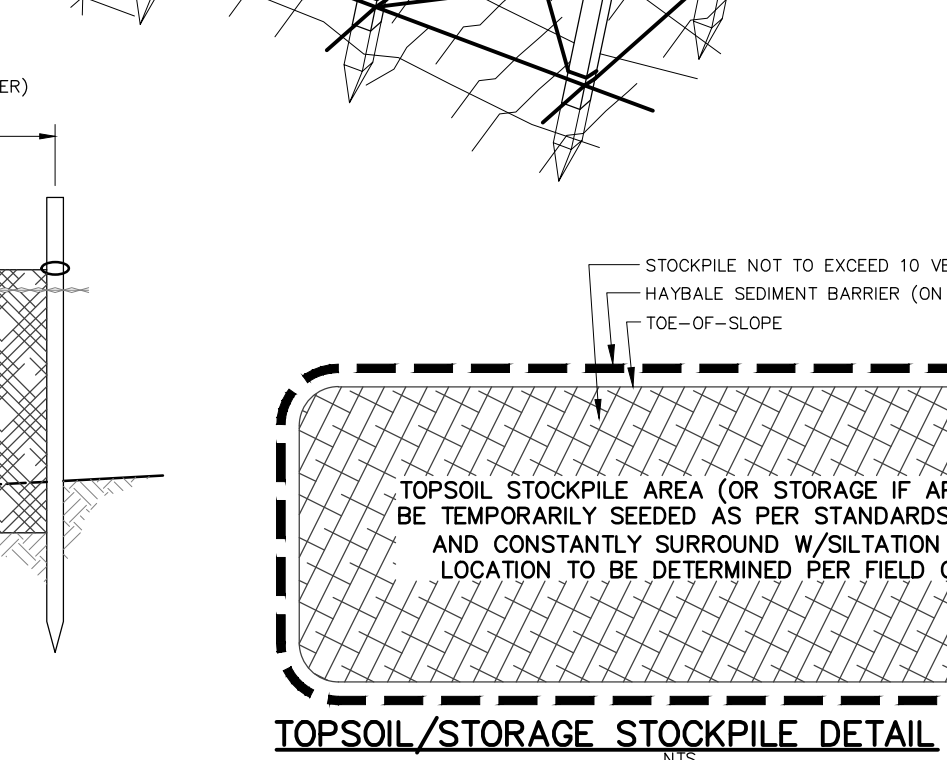 ER)
STOCKPILE NOT TO EXCEED 10 VE
HAYBALE SEDIMENT BARRIER (ON
TOE-OF-SLOPE
TOPSOIL STOCKPILE AREA (OR STORAGE IF AP
BE TEMPORARILY SEEDED AS PER STANDARDS
AND CONSTANTLY SURROUND W/SILTATION
LOCATION TO BE DETERMINED PER FIELD C
TOPSOIL/STORAGE STOCKPILE DETAIL
NTS